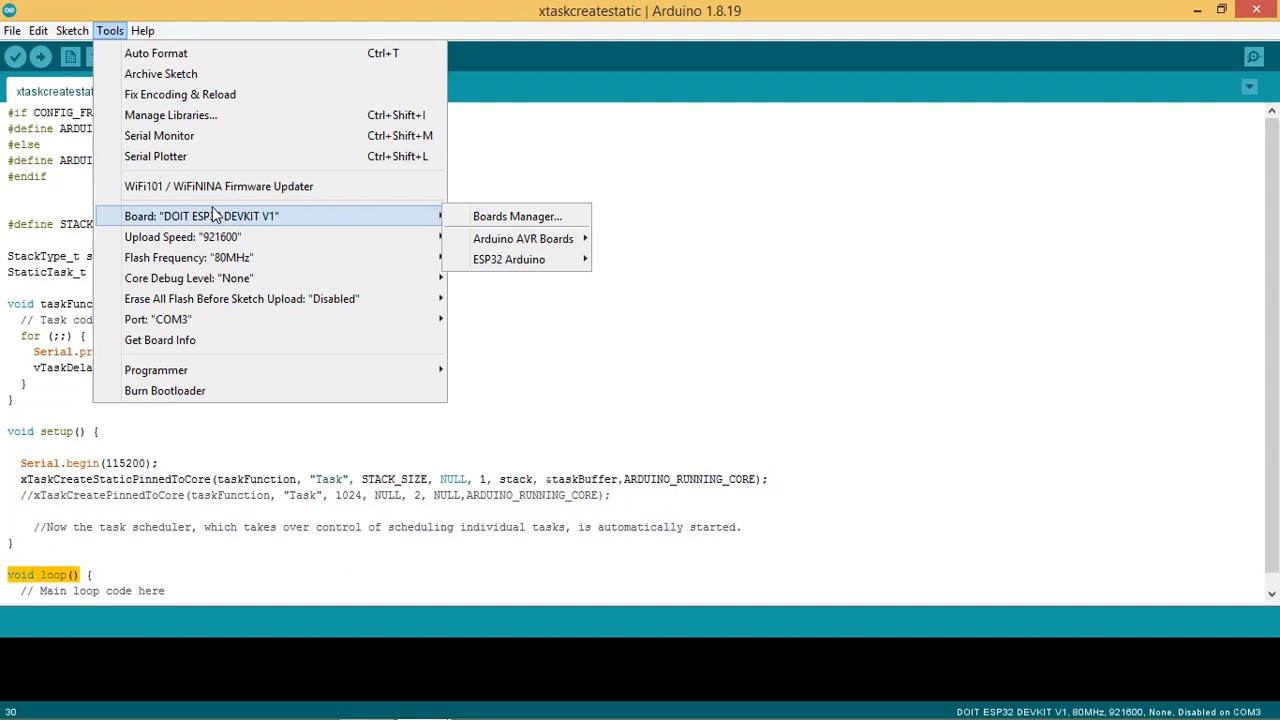 xtaskcreatestatic | Arduino 1.8.19
File Edit Sketch Tools Help
Auto Format Ctrl+T
Archive Sketch
Fix Encoding & Reload
Manage Libraries... Ctrl+Shift+I
Serial Monitor Ctrl+Shift+M
Serial Plotter Ctrl+Shift+L
WiFi101 / WiFiNINA Firmware Updater
Board: "DOIT ESP32 DEVKIT V1"
Upload Speed: "921600"
Flash Frequency: "80MHz"
Core Debug Level: "None"
Erase All Flash Before Sketch Upload: "Disabled"
Port: "COM3"
Get Board Info
Programmer
Burn Bootloader
Boards Manager...
Arduino AVR Boards
ESP32 Arduino
xtaskcreatestat
#if CONFIG_FR
#define ARDU
#else
#define ARDU
#endif
#define STAC
StackType_t s
StaticTask_t
void taskFunc
// Task cod
for (;;) {
Serial.pr
vTaskDela
}
}
void setup() {
Serial.begin(115200);
xTaskCreateStaticPinnedToCore(taskFunction, "Task", STACK_SIZE, NULL, 1, stack, &taskBuffer,ARDUINO_RUNNING_CORE);
//xTaskCreatePinnedToCore(taskFunction, "Task", 1024, NULL, 2, NULL,ARDUINO_RUNNING_CORE);
//Now the task scheduler, which takes over control of scheduling individual tasks, is automatically started.
}
void loop() {
// Main loop code here
30
DOIT ESP32 DEVKIT V1, 80MHz, 921600, None, Disabled on COM3